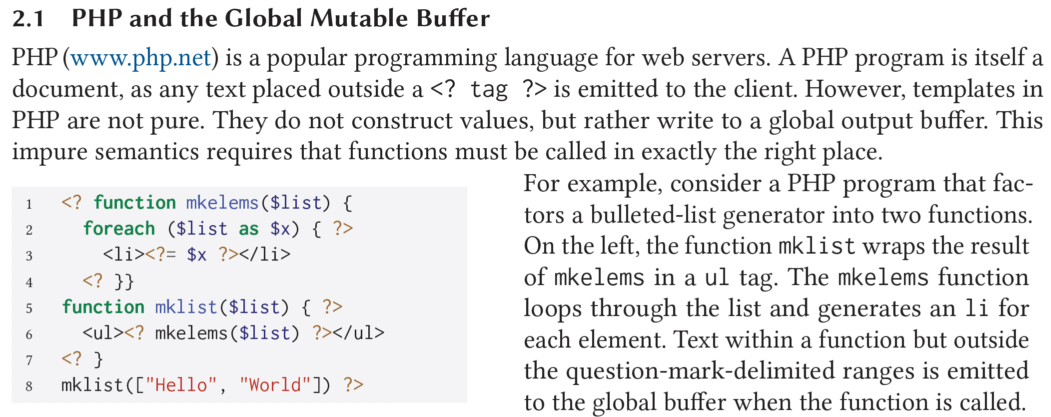 2.1 PHP and the Global Mutable Buffer
PHP (www.php.net) is a popular programming language for web servers. A PHP program is itself a
document, as any text placed outside a <? tag ?> is emitted to the client. However, templates in
PHP are not pure. They do not construct values, but rather write to a global output buffer. This
impure semantics requires that functions must be called in exactly the right place.
1 <? function mkelems($list) {
2 foreach ($list as $x) { ?>
3 <li><?= $x ?></li>
4 <? }}
5 function mklist($list) { ?>
6 <ul><? mkelems($list) ?></ul>
7 <? }
8 mklist(["Hello", "World"]) ?>
For example, consider a PHP program that fac-
tors a bulleted-list generator into two functions.
On the left, the function mklist wraps the result
of mkelems in a ul tag. The mkelems function
loops through the list and generates an li for
each element. Text within a function but outside
the question-mark-delimited ranges is emitted
to the global buffer when the function is called.